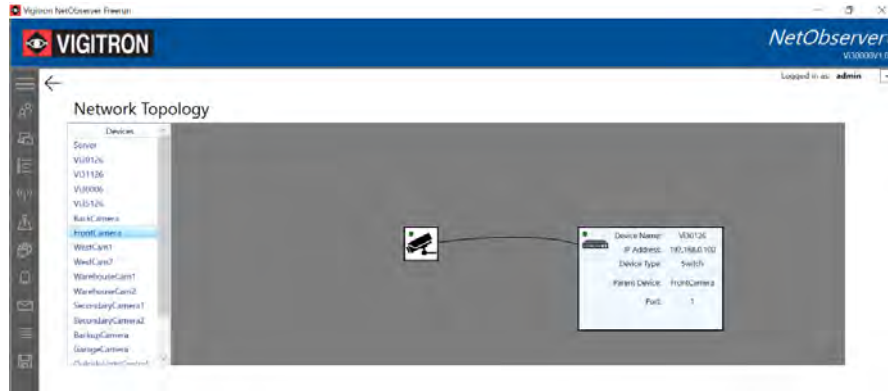 Vigitron NetObserver Freerun
VIGITRON
NetObserver
Logged in as: admin
Network Topology
Devices
Server
Vi31126
Vi30006
Vi35126
BackCamera
FrontCamera
WestCam1
WestCam2
WarehouseCam1
WarehouseCam2
SecondaryCamera1
SecondaryCamera2
BackupCamera
GarageCamera
Device Name: Vi30126
IP Address: 192.168.0.100
Device Type: Switch
Parent Device: FrontCamera
Port: 1